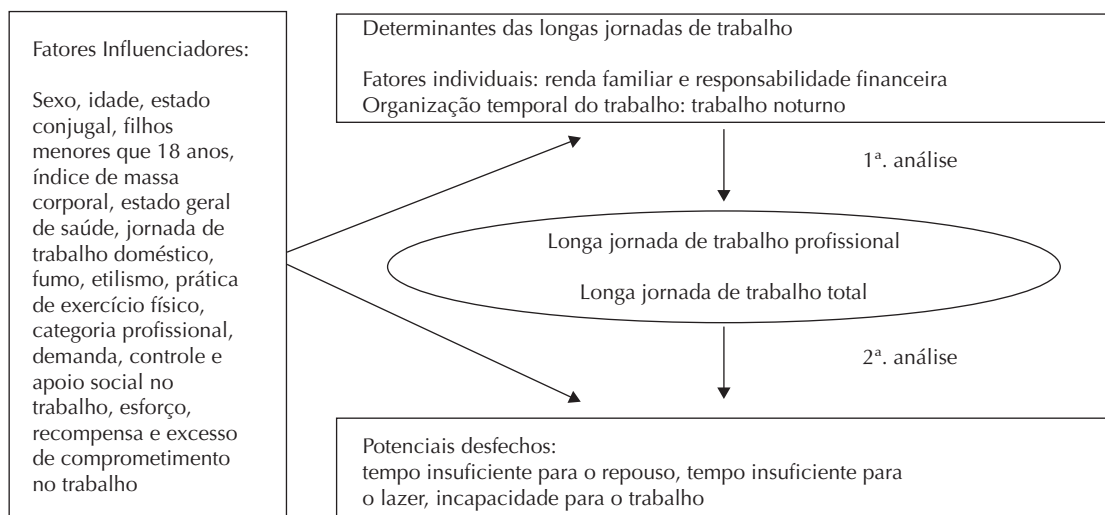 Fatores Influenciadores:
Sexo, idade, estado
conjugal, filhos
menores que 18 anos,
índice de massa
corporal, estado geral
de saúde, jornada de
trabalho doméstico,
fumo, etilismo, prática
de exercício físico,
categoria profissional,
demanda, controle e
apoio social no
trabalho, esforço,
recompensa e excesso
de comprometimento
no trabalho
Determinantes das longas jornadas de trabalho
Fatores individuais: renda familiar e responsabilidade financeira
Organização temporal do trabalho: trabalho noturno
1ª. análise
Longa jornada de trabalho profissional
Longa jornada de trabalho total
2ª. análise
Potenciais desfechos:
tempo insuficiente para o repouso, tempo insuficiente para
o lazer, incapacidade para o trabalho